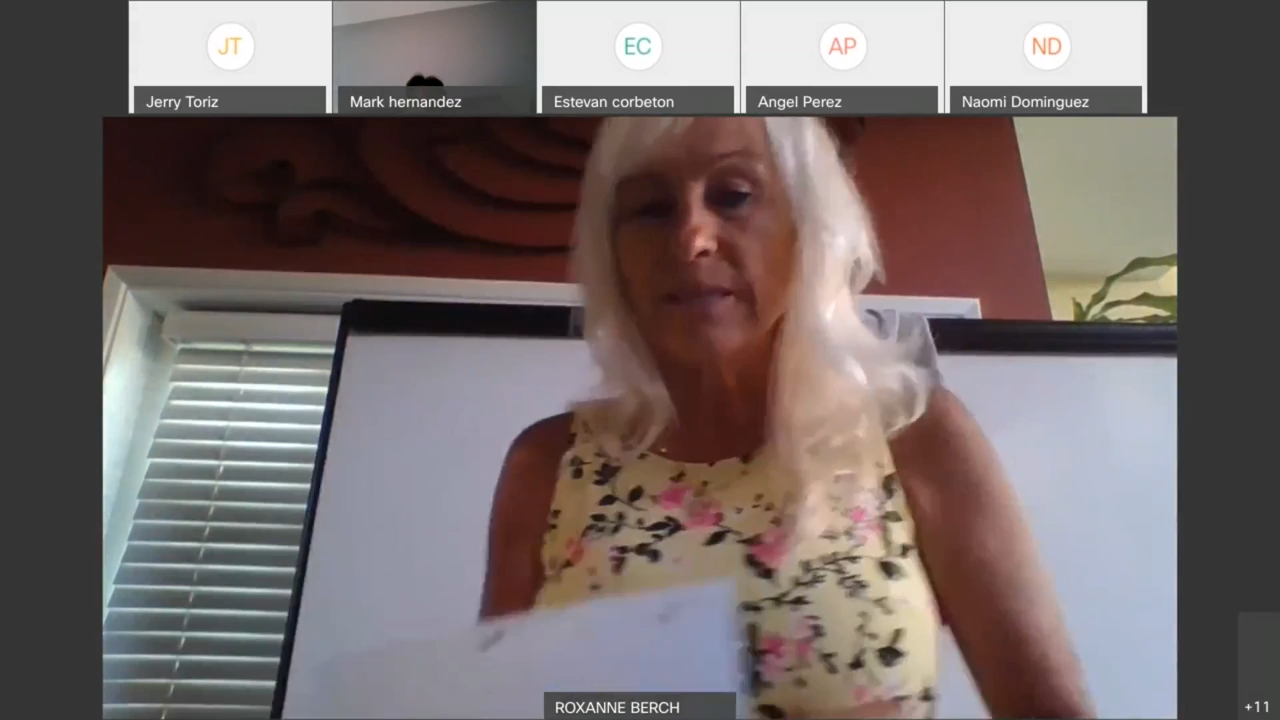 JT
EC
AP
ND
Jerry Toriz
Mark hernandez
Estevan corbeton
Angel Perez
Naomi Dominguez
ROXANNE BERCH
+11